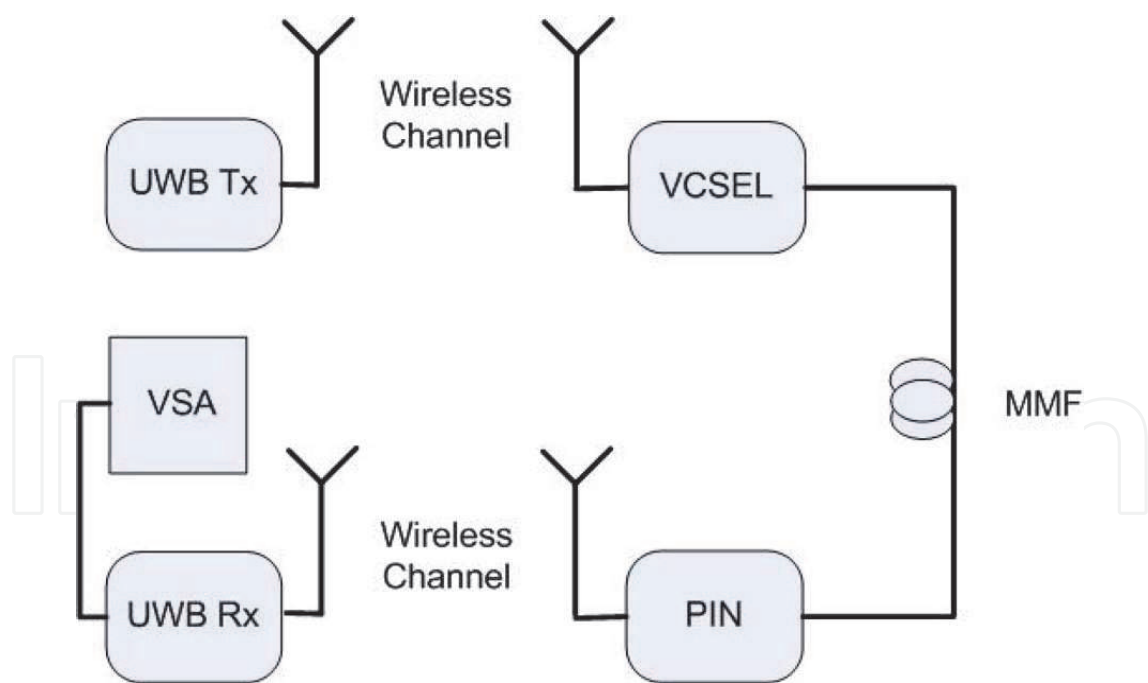 Wireless
Channel
UWB Tx
VCSEL
VSA
MMF
Wireless
Channel
UWB Rx
PIN